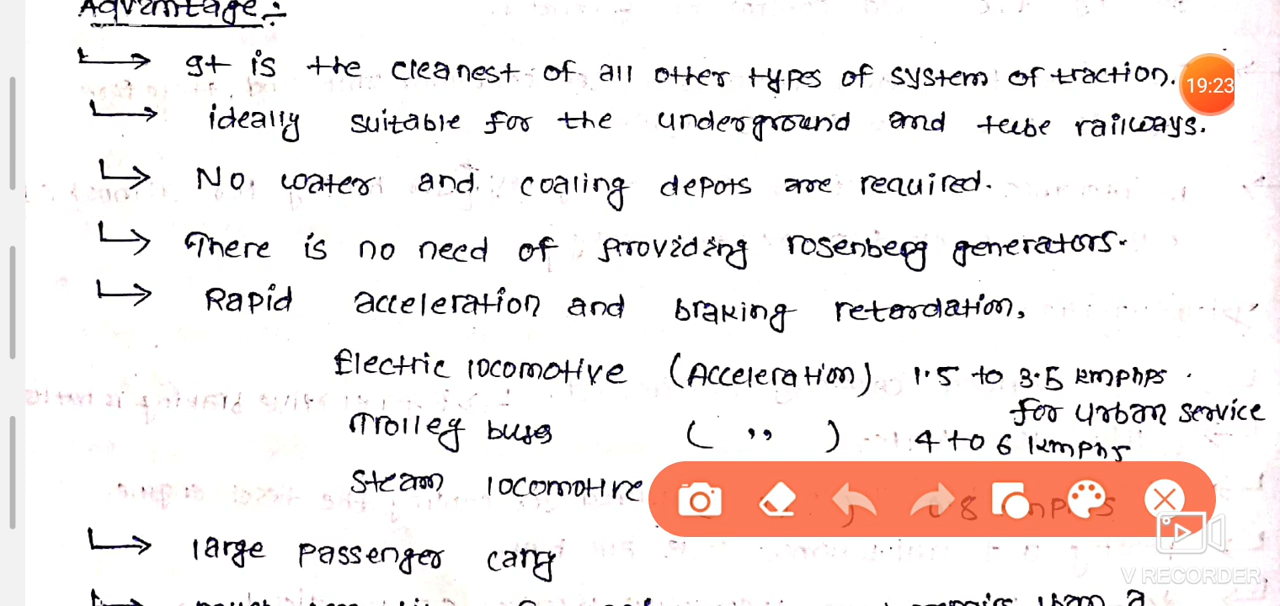 Advantage:-
↳ It is the cleanest of all other types of system of traction.
19:23
↳ ideally suitable for the underground and tube railways.
↳ No. water and coaling depots are required.
↳ There is no need of providing rosenberg generators.
↳ Rapid acceleration and braking retardation,
Electric locomotive (Acceleration) 1.5 to 3.5 kmphps.
for urban service
Trolley buses ( ,, ) 4 to 6 kmphps
Steam locomotive
↳ large passenger
V RECORDER
than a